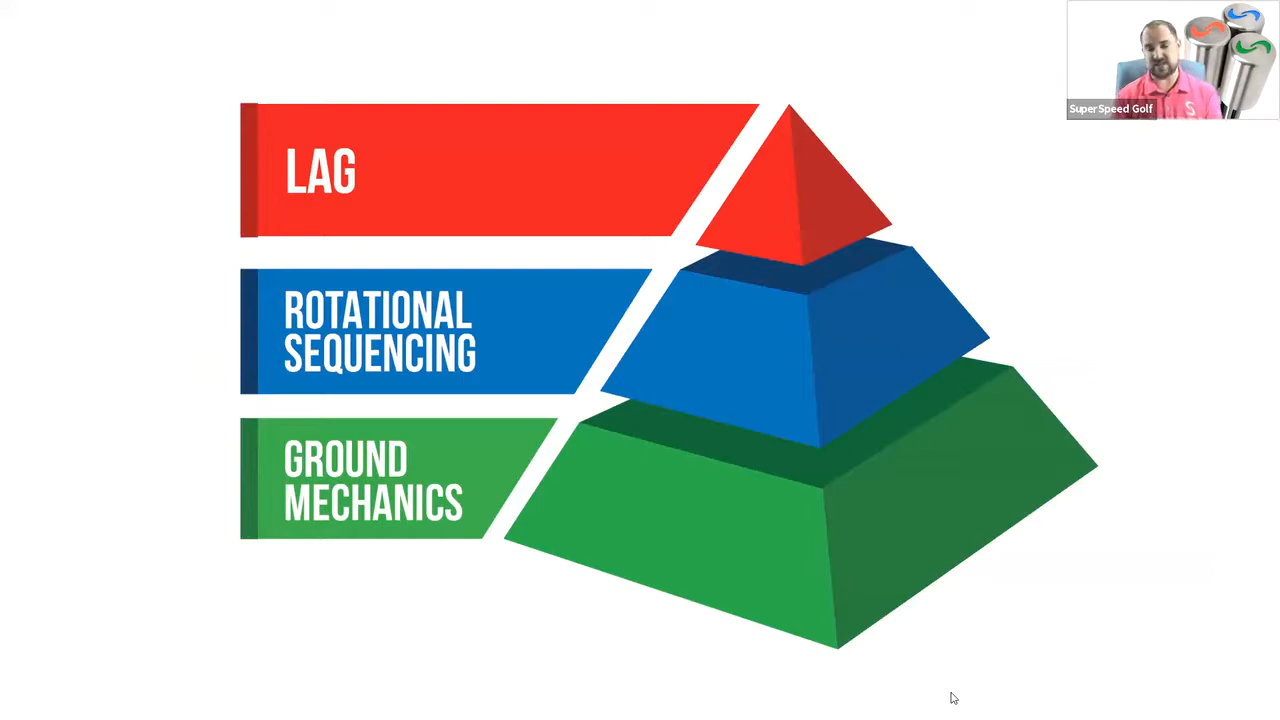 LAG
ROTATIONAL
SEQUENCING
GROUND
MECHANICS
SuperSpeed Golf